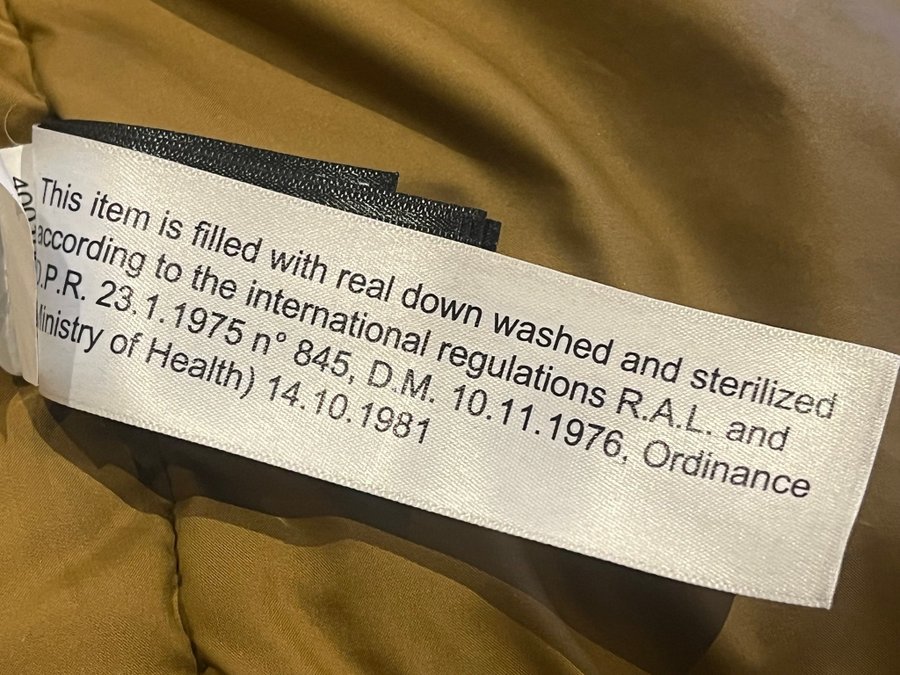 This item is filled with real down washed and sterilized
according to the international regulations R.A.L. and
D.P.R. 23.1.1975 n° 845, D.M. 10.11.1976, Ordinance
Ministry of Health) 14.10.1981
400